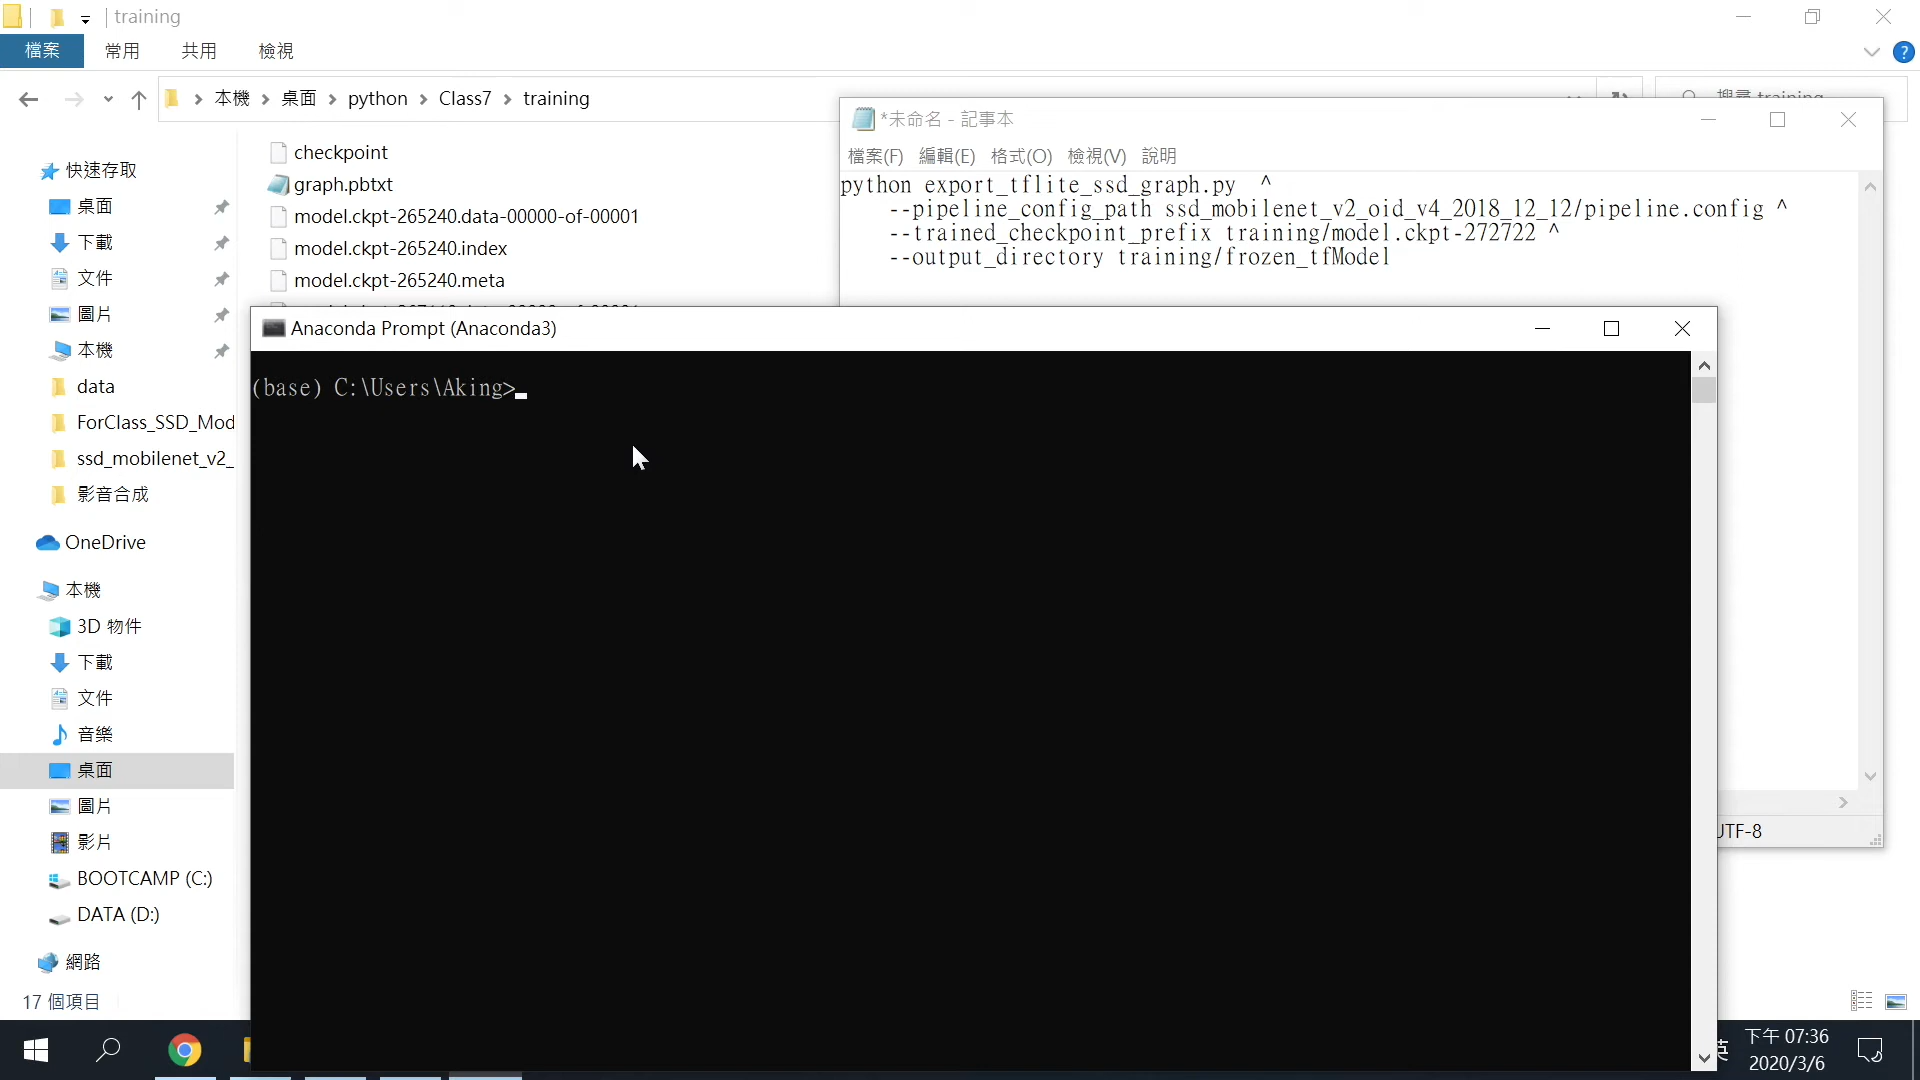 training
檔案
常用
共用
檢視
本機 > 桌面 > python > Class7 > training
搜尋 training
快速存取
桌面
下載
文件
圖片
本機
data
ForClass_SSD_Mod
ssd_mobilenet_v2_
影音合成
OneDrive
本機
3D 物件
下載
文件
音樂
桌面
圖片
影片
BOOTCAMP (C:)
DATA (D:)
網路
17 個項目
checkpoint
graph.pbtxt
model.ckpt-265240.data-00000-of-00001
model.ckpt-265240.index
model.ckpt-265240.meta
*未命名 - 記事本
檔案(F) 編輯(E) 格式(O) 檢視(V) 說明
python export_tflite_ssd_graph.py ^
--pipeline_config_path ssd_mobilenet_v2_oid_v4_2018_12_12/pipeline.config ^
--trained_checkpoint_prefix training/model.ckpt-272722 ^
--output_directory training/frozen_tfModel
UTF-8
Anaconda Prompt (Anaconda3)
(base) C:\Users\Aking>
英
下午 07:36
2020/3/6